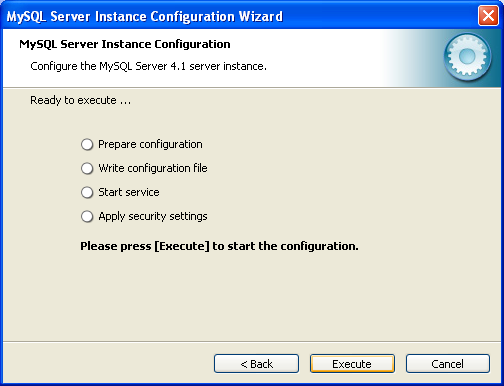 MySQL Server Instance Configuration Wizard
MySQL Server Instance Configuration
Configure the MySQL Server 4.1 server instance.
Ready to execute ...
Prepare configuration
Write configuration file
Start service
Apply security settings
Please press [Execute] to start the configuration.
< Back
Execute
Cancel